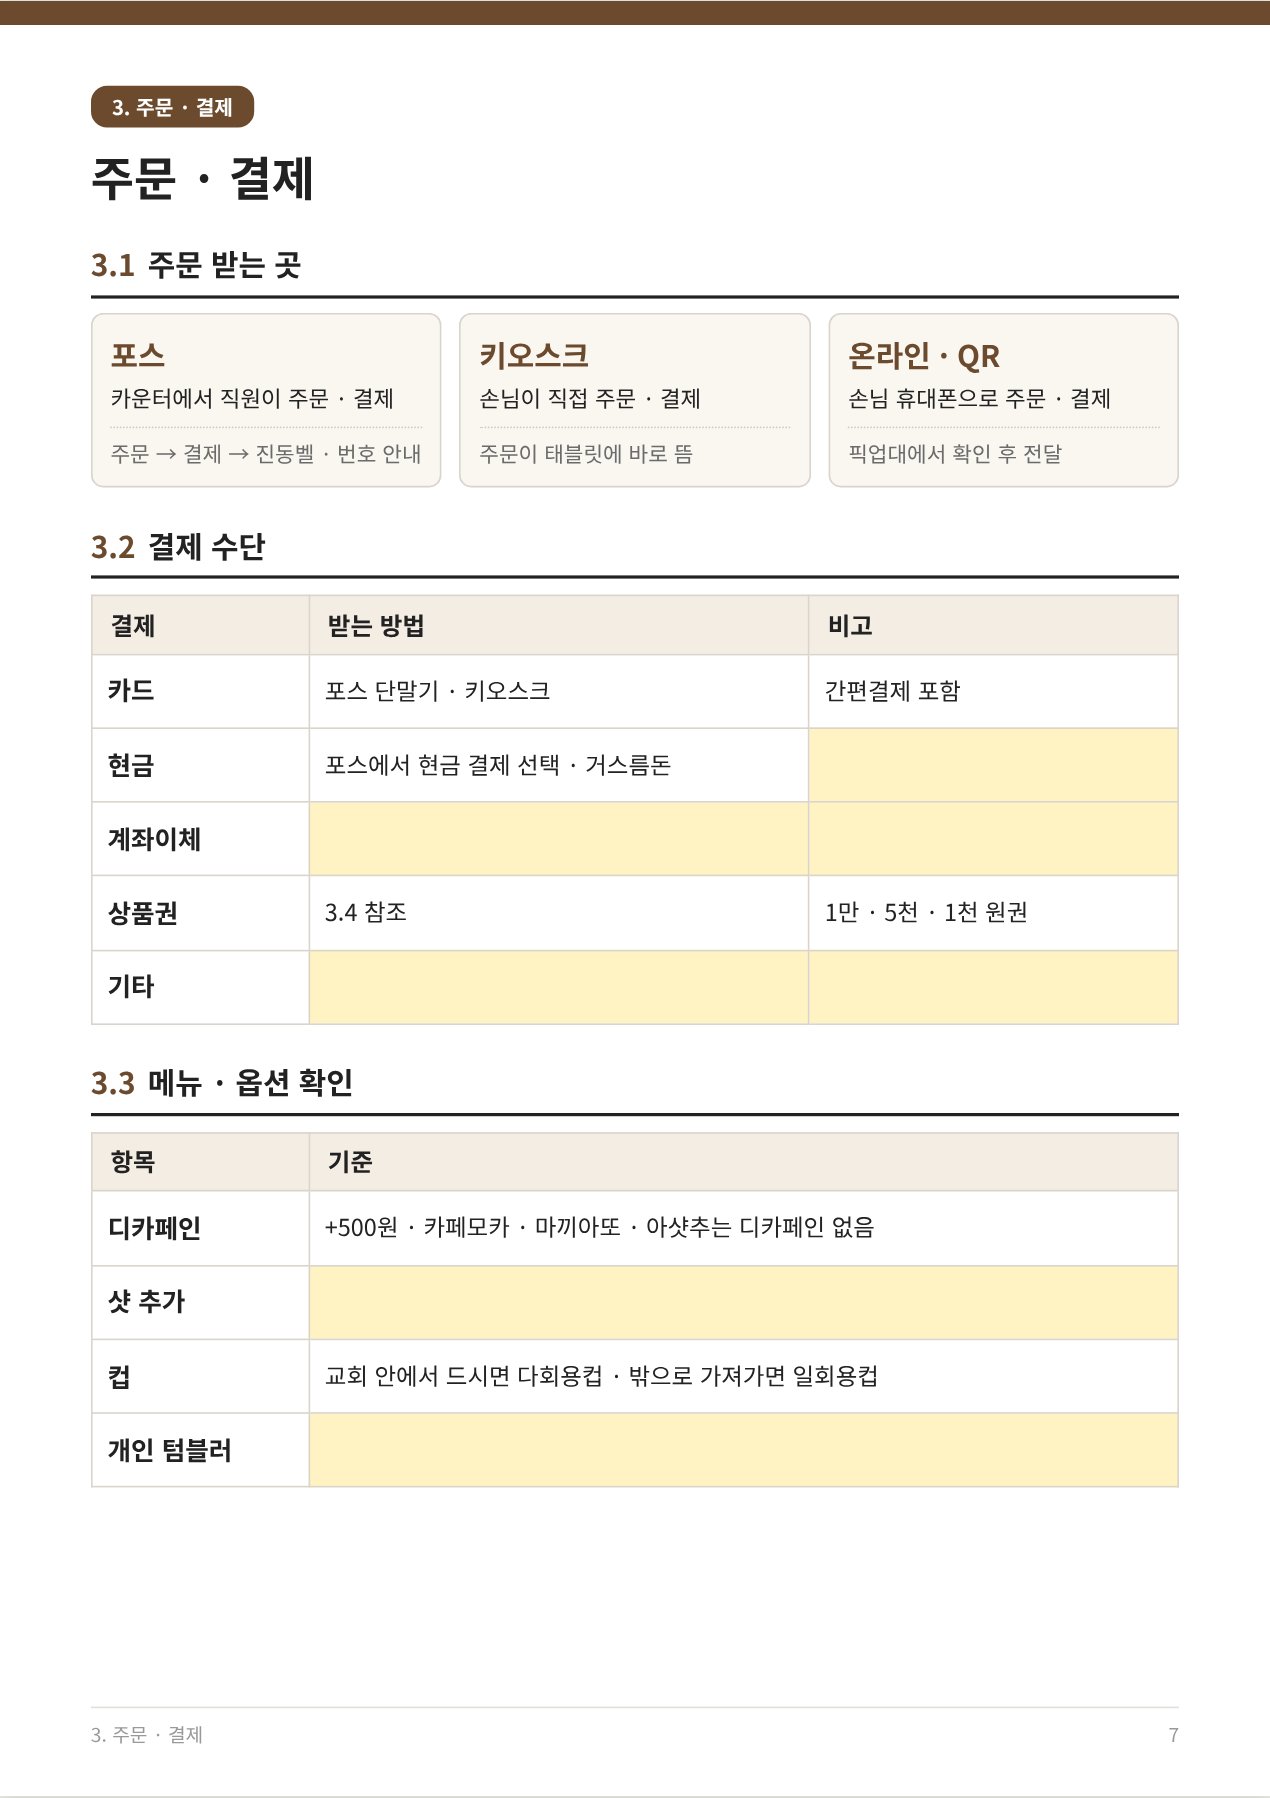 3. 주문 · 결제
주문 · 결제
3.1 주문 받는 곳
포스
카운터에서 직원이 주문 · 결제
주문 → 결제 → 진동벨 · 번호 안내
키오스크
손님이 직접 주문 · 결제
주문이 태블릿에 바로 뜸
온라인 · QR
손님 휴대폰으로 주문 · 결제
픽업대에서 확인 후 전달
3.2 결제 수단
결제 받는 방법 비고
카드 포스 단말기 · 키오스크 간편결제 포함
현금 포스에서 현금 결제 선택 · 거스름돈
계좌이체
상품권 3.4 참조 1만 · 5천 · 1천 원권
기타
3.3 메뉴 · 옵션 확인
항목 기준
디카페인 +500원 · 카페모카 · 마끼아또 · 아샷추는 디카페인 없음
샷 추가
컵 교회 안에서 드시면 다회용컵 · 밖으로 가져가면 일회용컵
개인 텀블러
3. 주문 · 결제 7